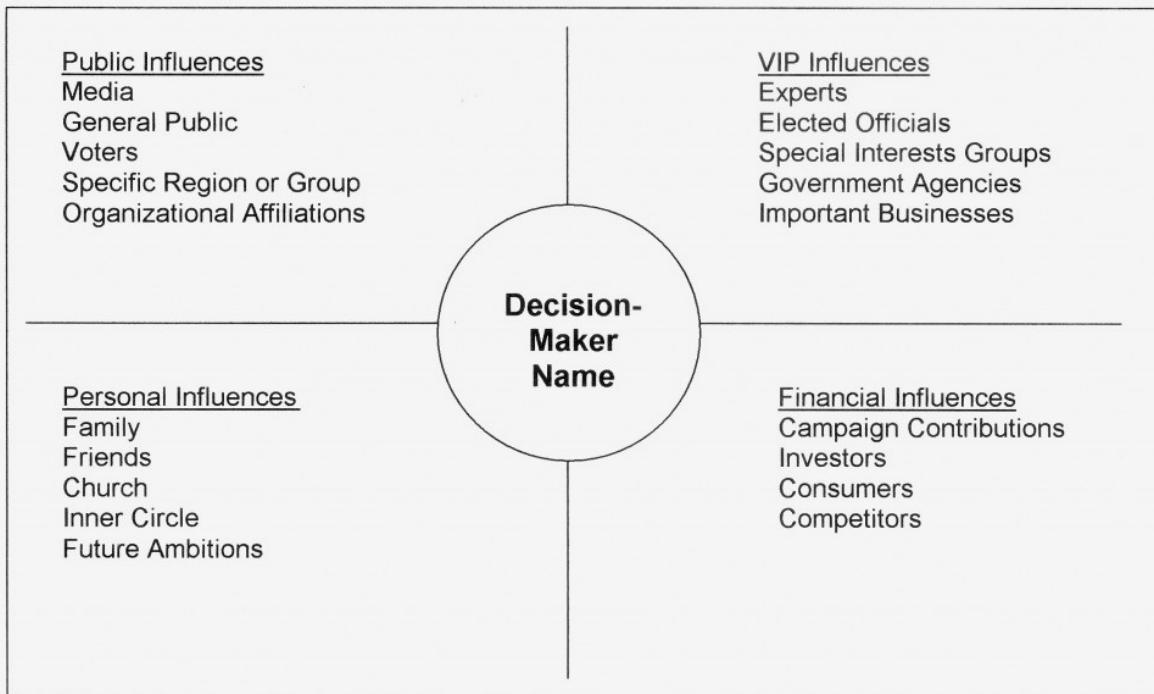 Public Influences
Media
General Public
Voters
Specific Region or Group
Organizational Affiliations
VIP Influences
Experts
Elected Officials
Special Interests Groups
Government Agencies
Important Businesses
Decision-
Maker
Name
Personal Influences
Family
Friends
Church
Inner Circle
Future Ambitions
Financial Influences
Campaign Contributions
Investors
Consumers
Competitors